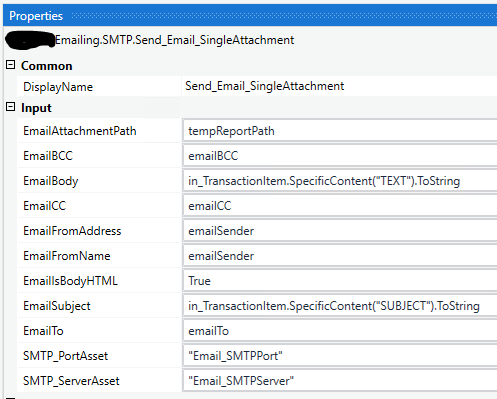 Properties
Emailing.SMTP.Send_Email_SingleAttachment
Common
DisplayName Send_Email_SingleAttachment
Input
EmailAttachmentPath tempReportPath
EmailBCC emailBCC
EmailBody in_TransactionItem.SpecificContent("TEXT").ToString
EmailCC emailCC
EmailFromAddress emailSender
EmailFromName emailSender
EmailIsBodyHTML True
EmailSubject in_TransactionItem.SpecificContent("SUBJECT").ToString
EmailTo emailTo
SMTP_PortAsset "Email_SMTPPort"
SMTP_ServerAsset "Email_SMTPServer"